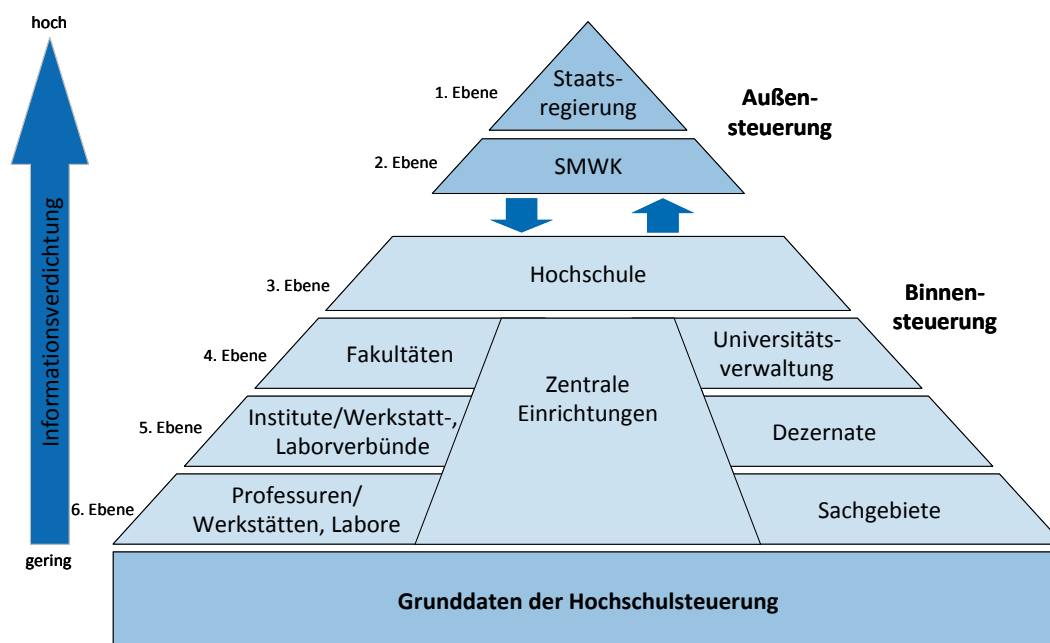 hoch
Informationsverdichtung
gering
1. Ebene
Staats-
regierung
Außen-
steuerung
2. Ebene
SMWK
3. Ebene
Hochschule
Binnen-
steuerung
4. Ebene
Fakultäten
Zentrale
Einrichtungen
Universitäts-
verwaltung
5. Ebene
Institute/Werkstatt-,
Laborverbünde
Dezernate
6. Ebene
Professuren/
Werkstätten, Labore
Sachgebiete
Grunddaten der Hochschulsteuerung